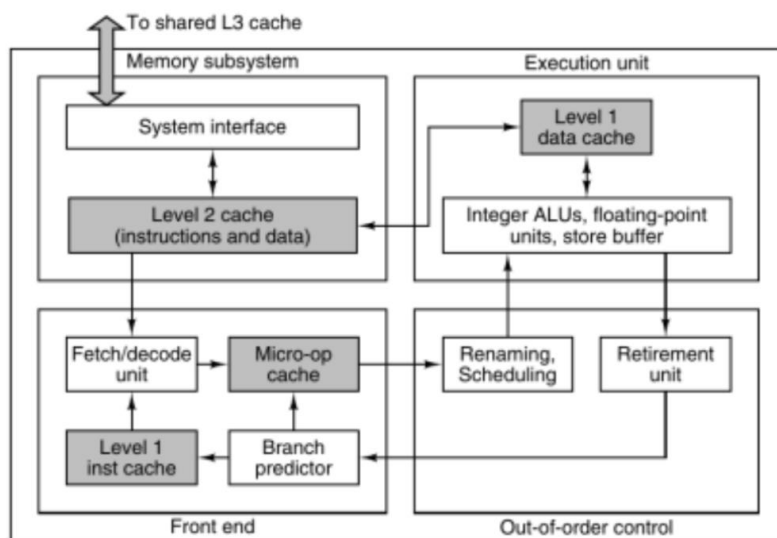 To shared L3 cache
Memory subsystem
Execution unit
System interface
Level 1
data cache
Level 2 cache
(instructions and data)
Integer ALUs, floating-point
units, store buffer
Fetch/decode
unit
Micro-op
cache
Renaming,
Scheduling
Retirement
unit
Level 1
inst cache
Branch
predictor
Front end
Out-of-order control